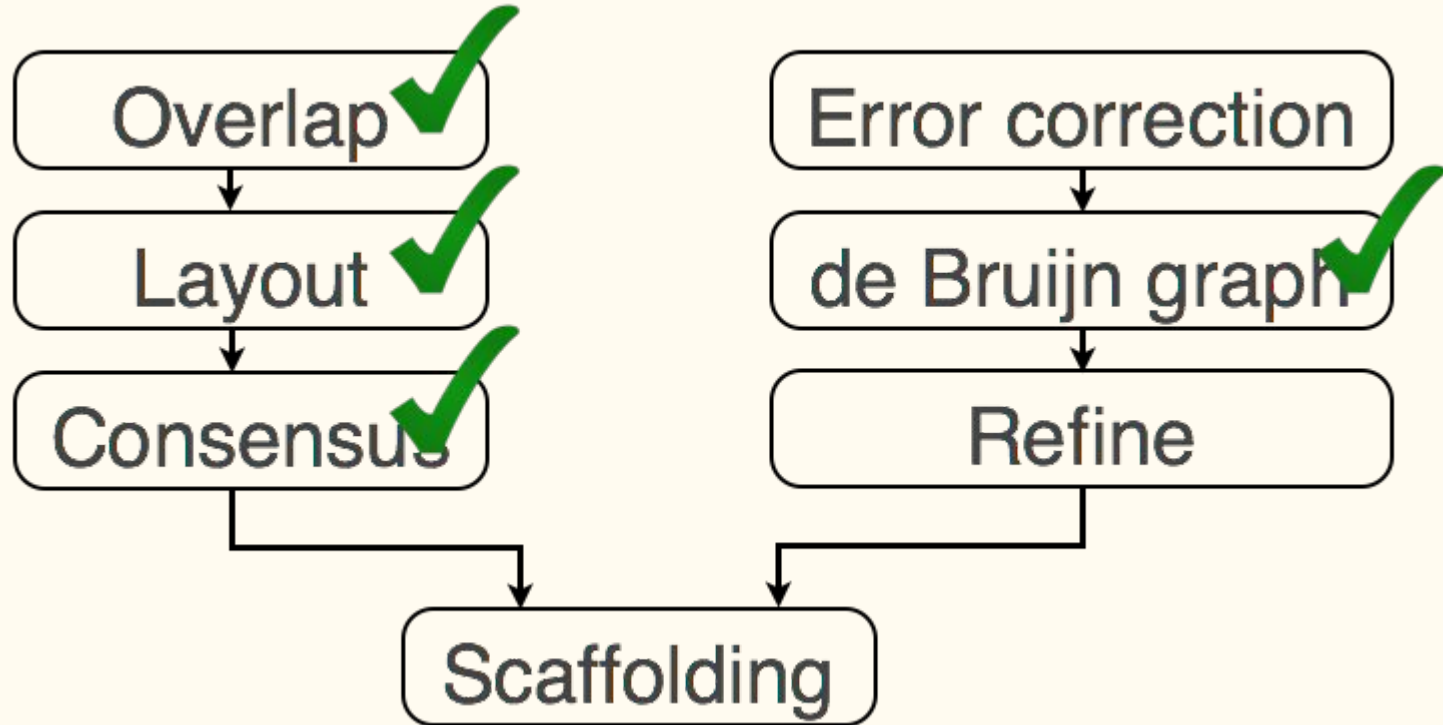 Overlap
Layout
Consensus
Error correction
de Bruijn graph
Refine
Scaffolding